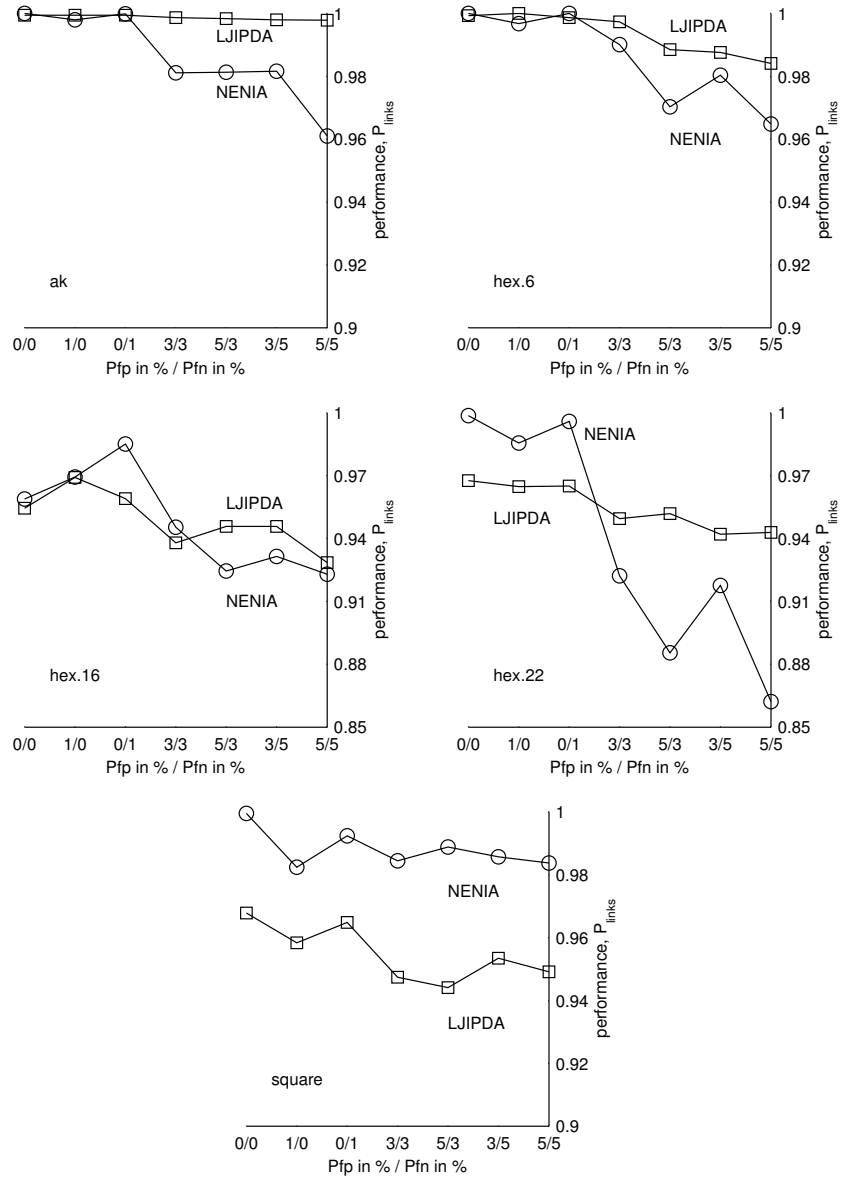 1
LJIPDA
0.98
NENIA
0.96
0.94
0.92
0.9
performance, P_links
ak
0/0 1/0 0/1 3/3 5/3 3/5 5/5
Pfp in % / Pfn in %
1
LJIPDA
0.98
NENIA
0.96
0.94
0.92
0.9
performance, P_links
hex.6
0/0 1/0 0/1 3/3 5/3 3/5 5/5
Pfp in % / Pfn in %
1
0.97
LJIPDA
0.94
NENIA
0.91
0.88
0.85
performance, P_links
hex.16
0/0 1/0 0/1 3/3 5/3 3/5 5/5
Pfp in % / Pfn in %
1
NENIA
0.97
LJIPDA
0.94
0.91
0.88
0.85
performance, P_links
hex.22
0/0 1/0 0/1 3/3 5/3 3/5 5/5
Pfp in % / Pfn in %
1
0.98
NENIA
0.96
0.94
LJIPDA
0.92
0.9
performance, P_links
square
0/0 1/0 0/1 3/3 5/3 3/5 5/5
Pfp in % / Pfn in %